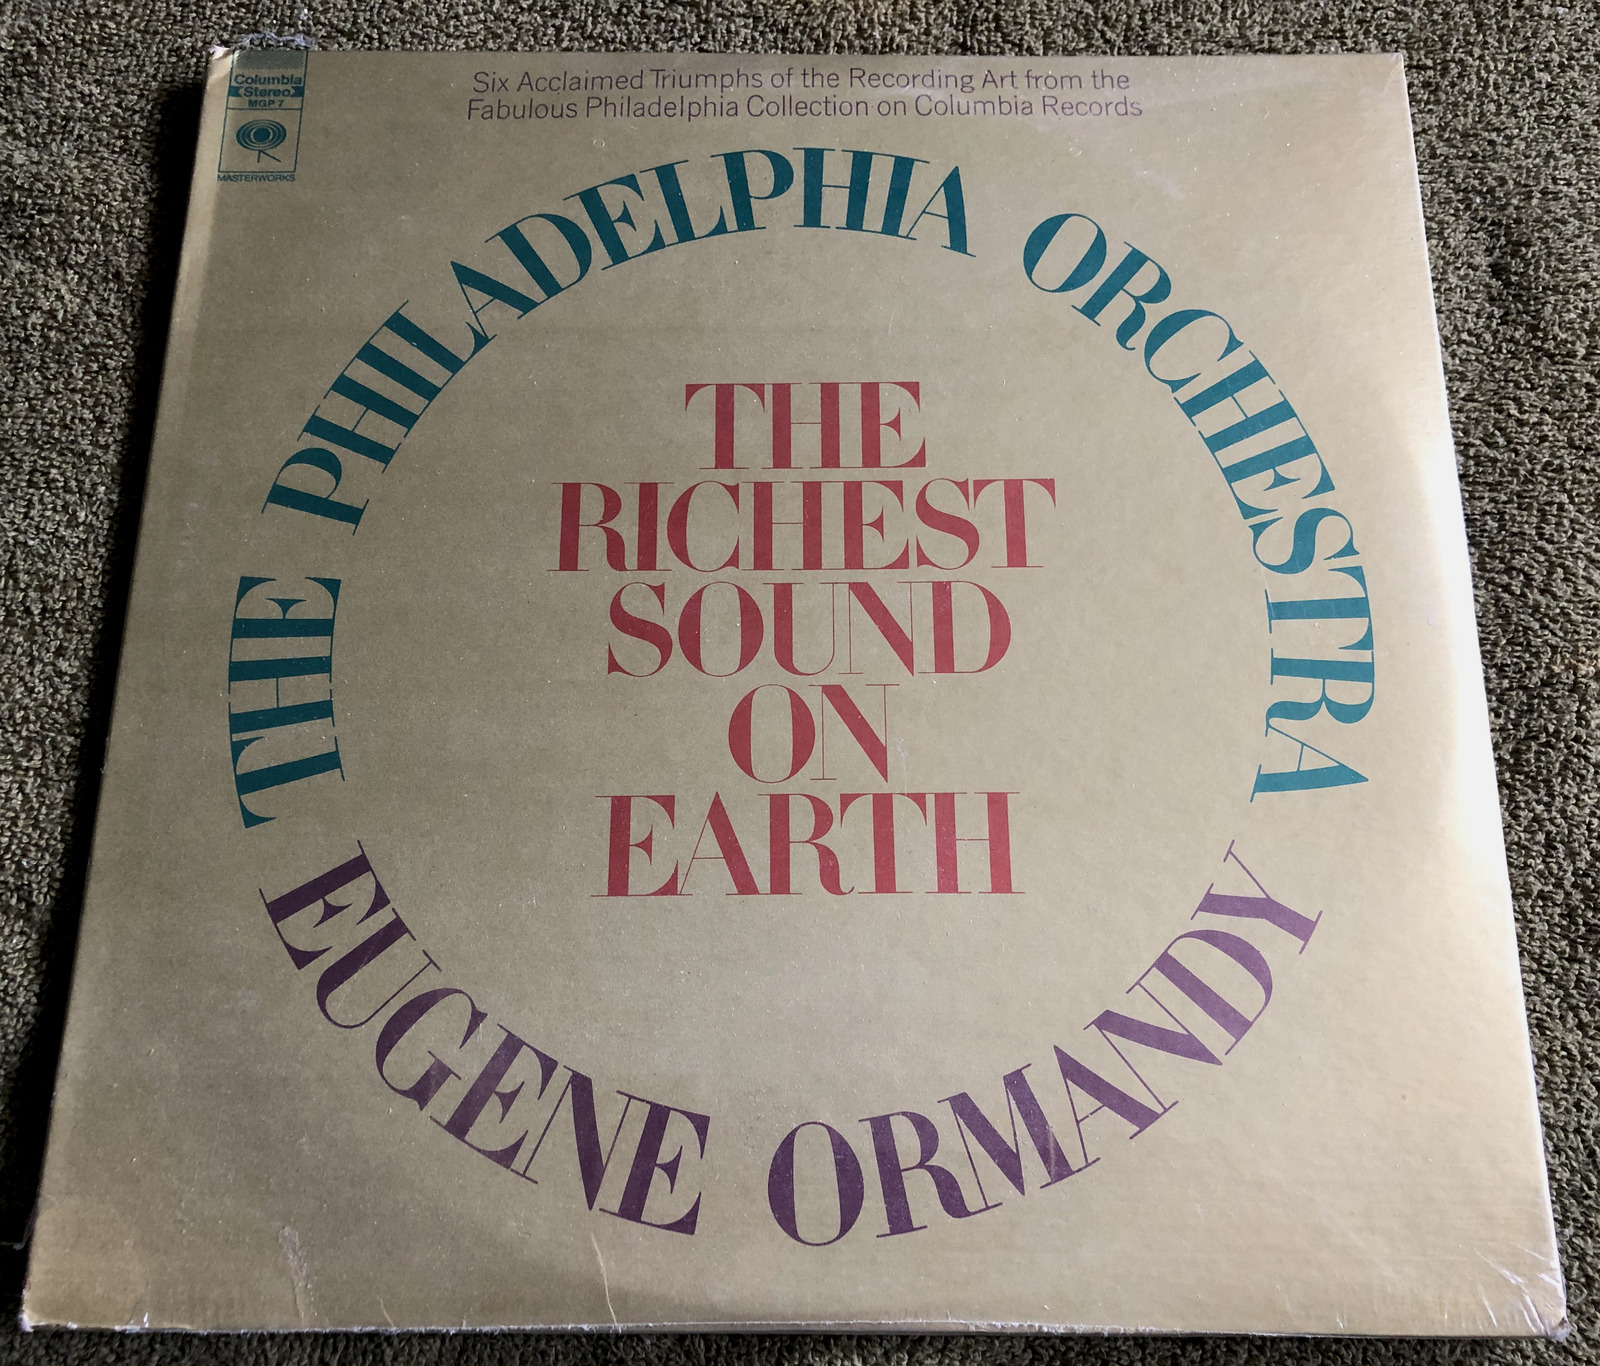 Columbia
Stereo
MGP 7
MASTERWORKS
Six Acclaimed Triumphs of the Recording Art from the
Fabulous Philadelphia Collection on Columbia Records
THE PHILADELPHIA ORCHESTRA
THE
RICHEST
SOUND
ON
EARTH
EUGENE ORMANDY